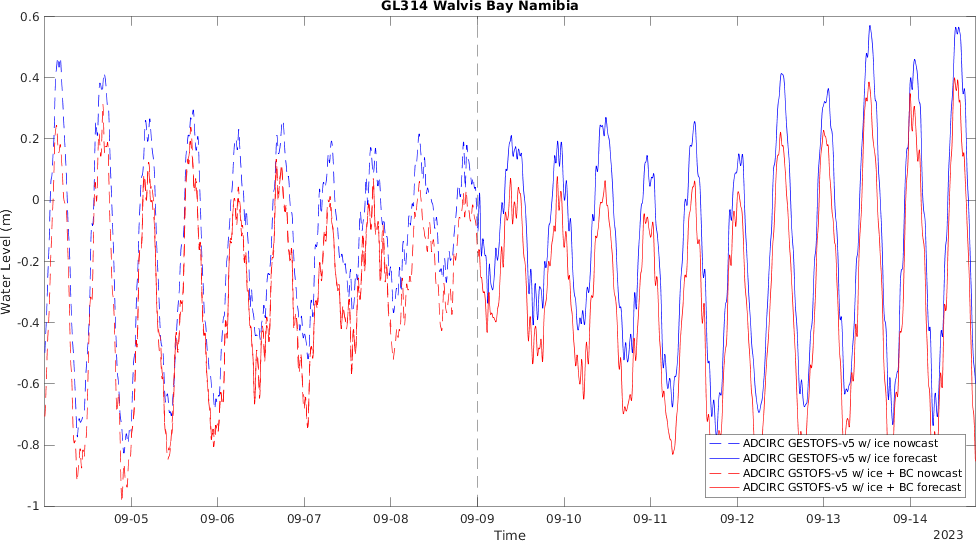 GL314 Walvis Bay Namibia
Water Level (m)
0.6
0.4
0.2
0
-0.2
-0.4
-0.6
-0.8
-1
ADCIRC GESTOFS-v5 w/ ice nowcast
ADCIRC GESTOFS-v5 w/ ice forecast
ADCIRC GSTOFS-v5 w/ ice + BC nowcast
ADCIRC GSTOFS-v5 w/ ice + BC forecast
09-05 09-06 09-07 09-08 09-09 09-10 09-11 09-12 09-13 09-14
Time
2023